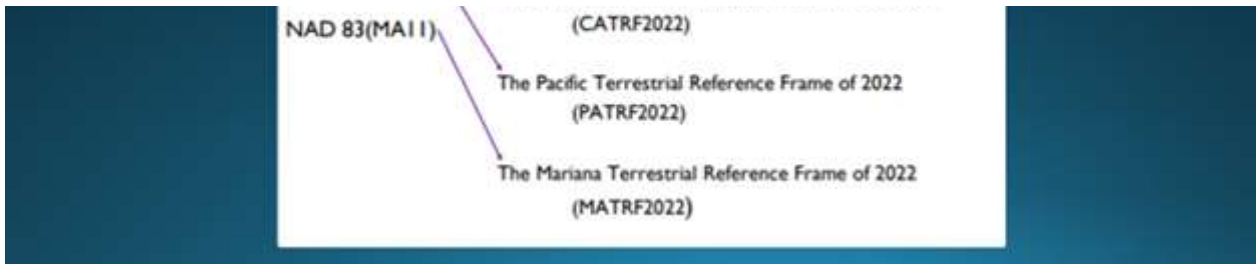 NAD 83(MA11)
(CATRF2022)
The Pacific Terrestrial Reference Frame of 2022
(PATRF2022)
The Mariana Terrestrial Reference Frame of 2022
(MATRF2022)